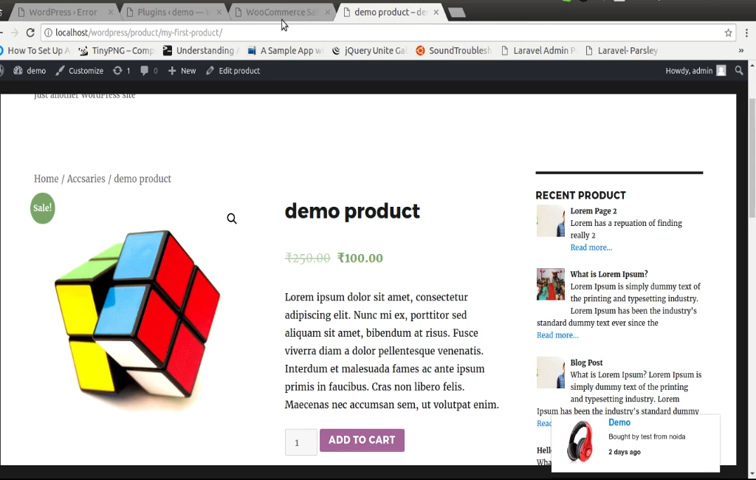 WordPress › Error
Plugins ‹ demo —
WooCommerce Sal
demo product – de
localhost/wordpress/product/my-first-product/
How To Set Up
TinyPNG – Comp
Understanding
A Sample App w
jQuery Unite Ga
SoundTroublesh
Laravel Admin P
Laravel- Parsley
demo
Customize
1
0
New
Edit product
Howdy, admin
Just another WordPress site
Home / Accsaries / demo product
Sale!
demo product
₹250.00 ₹100.00
Lorem ipsum dolor sit amet, consectetur
adipiscing elit. Nunc mi ex, porttitor sed
aliquam sit amet, bibendum at risus. Fusce
viverra diam a dolor pellentesque venenatis.
Interdum et malesuada fames ac ante ipsum
primis in faucibus. Cras non libero felis.
Maecenas nec accumsan sem, ut volutpat enim.
1
ADD TO CART
RECENT PRODUCT
Lorem Page 2
Lorem has a repuation of finding
really 2
Read more...
What is Lorem Ipsum?
Lorem Ipsum is simply dummy text of
the printing and typesetting industry.
Lorem Ipsum has been the industry's
standard dummy text ever since the
Read more...
Blog Post
What is Lorem Ipsum? Lorem Ipsum is
simply dummy text of the printing
and typesetting industry. Lorem
Ipsum has been the industry's standard dummy
Demo
Bought by test from noida
2 days ago